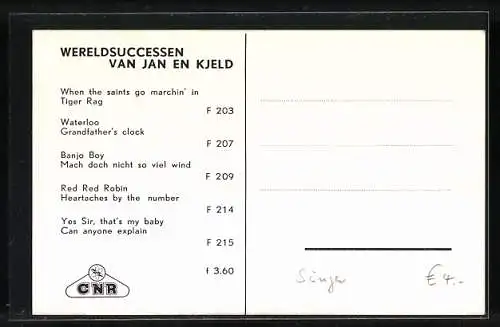 WERELDSUCCESSEN
VAN JAN EN KJELD
When the saints go marchin' in
Tiger Rag
F 203
Waterloo
Grandfather's clock
F 207
Banjo Boy
Mach doch nicht so viel wind
F 209
Red Red Robin
Heartaches by the number
F 214
Yes Sir, that's my baby
Can anyone explain
F 215
f 3.60
CNR
Sänger €4.-